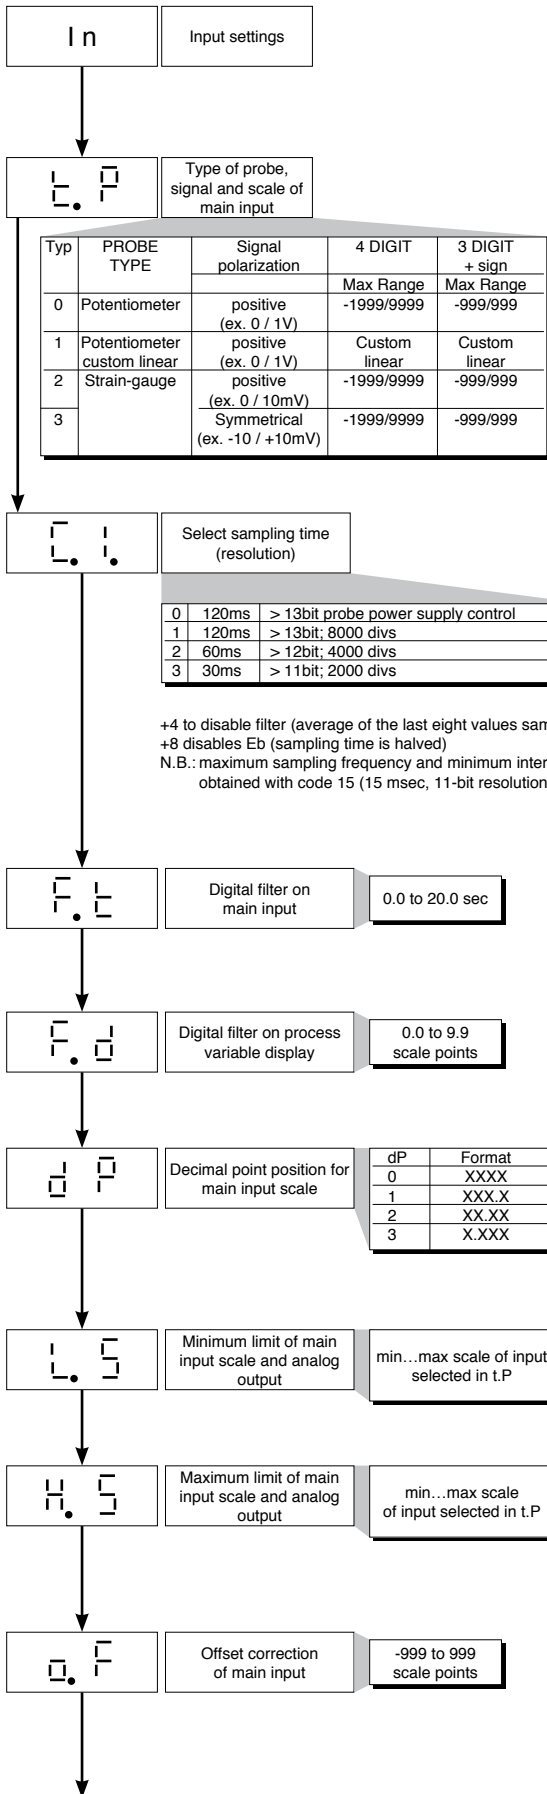 In
Input settings
t.P
Type of probe,
signal and scale of
main input
Typ PROBE TYPE Signal polarization 4 DIGIT 3 DIGIT + sign
Max Range Max Range
0 Potentiometer positive (ex. 0 / 1V) -1999/9999 -999/999
1 Potentiometer custom linear positive (ex. 0 / 1V) Custom linear Custom linear
2 Strain-gauge positive (ex. 0 / 10mV) -1999/9999 -999/999
3 Symmetrical (ex. -10 / +10mV) -1999/9999 -999/999
C.I.
Select sampling time
(resolution)
0 120ms > 13bit probe power supply control
1 120ms > 13bit; 8000 divs
2 60ms > 12bit; 4000 divs
3 30ms > 11bit; 2000 divs
+4 to disable filter (average of the last eight values sam
+8 disables Eb (sampling time is halved)
N.B.: maximum sampling frequency and minimum inter
obtained with code 15 (15 msec, 11-bit resolution
F.t
Digital filter on
main input
0.0 to 20.0 sec
F.d
Digital filter on process
variable display
0.0 to 9.9
scale points
dP
Decimal point position for
main input scale
dP Format
0 XXXX
1 XXX.X
2 XX.XX
3 X.XXX
L.S
Minimum limit of main
input scale and analog
output
min...max scale of input
selected in t.P
H.S
Maximum limit of main
input scale and analog
output
min...max scale
of input selected in t.P
o.F
Offset correction
of main input
-999 to 999
scale points